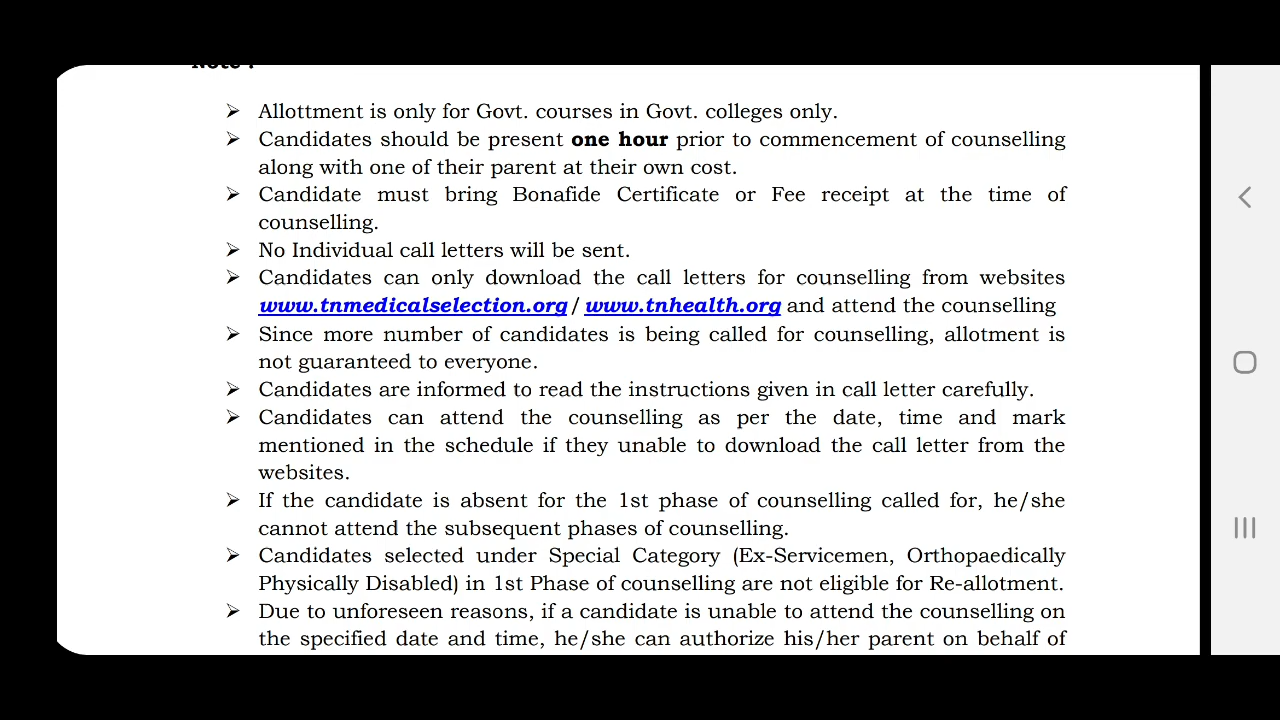 Note :
➢ Allottment is only for Govt. courses in Govt. colleges only.
➢ Candidates should be present one hour prior to commencement of counselling
along with one of their parent at their own cost.
➢ Candidate must bring Bonafide Certificate or Fee receipt at the time of
counselling.
➢ No Individual call letters will be sent.
➢ Candidates can only download the call letters for counselling from websites
www.tnmedicalselection.org / www.tnhealth.org and attend the counselling
➢ Since more number of candidates is being called for counselling, allotment is
not guaranteed to everyone.
➢ Candidates are informed to read the instructions given in call letter carefully.
➢ Candidates can attend the counselling as per the date, time and mark
mentioned in the schedule if they unable to download the call letter from the
websites.
➢ If the candidate is absent for the 1st phase of counselling called for, he/she
cannot attend the subsequent phases of counselling.
➢ Candidates selected under Special Category (Ex-Servicemen, Orthopaedically
Physically Disabled) in 1st Phase of counselling are not eligible for Re-allotment.
➢ Due to unforeseen reasons, if a candidate is unable to attend the counselling on
the specified date and time, he/she can authorize his/her parent on behalf of